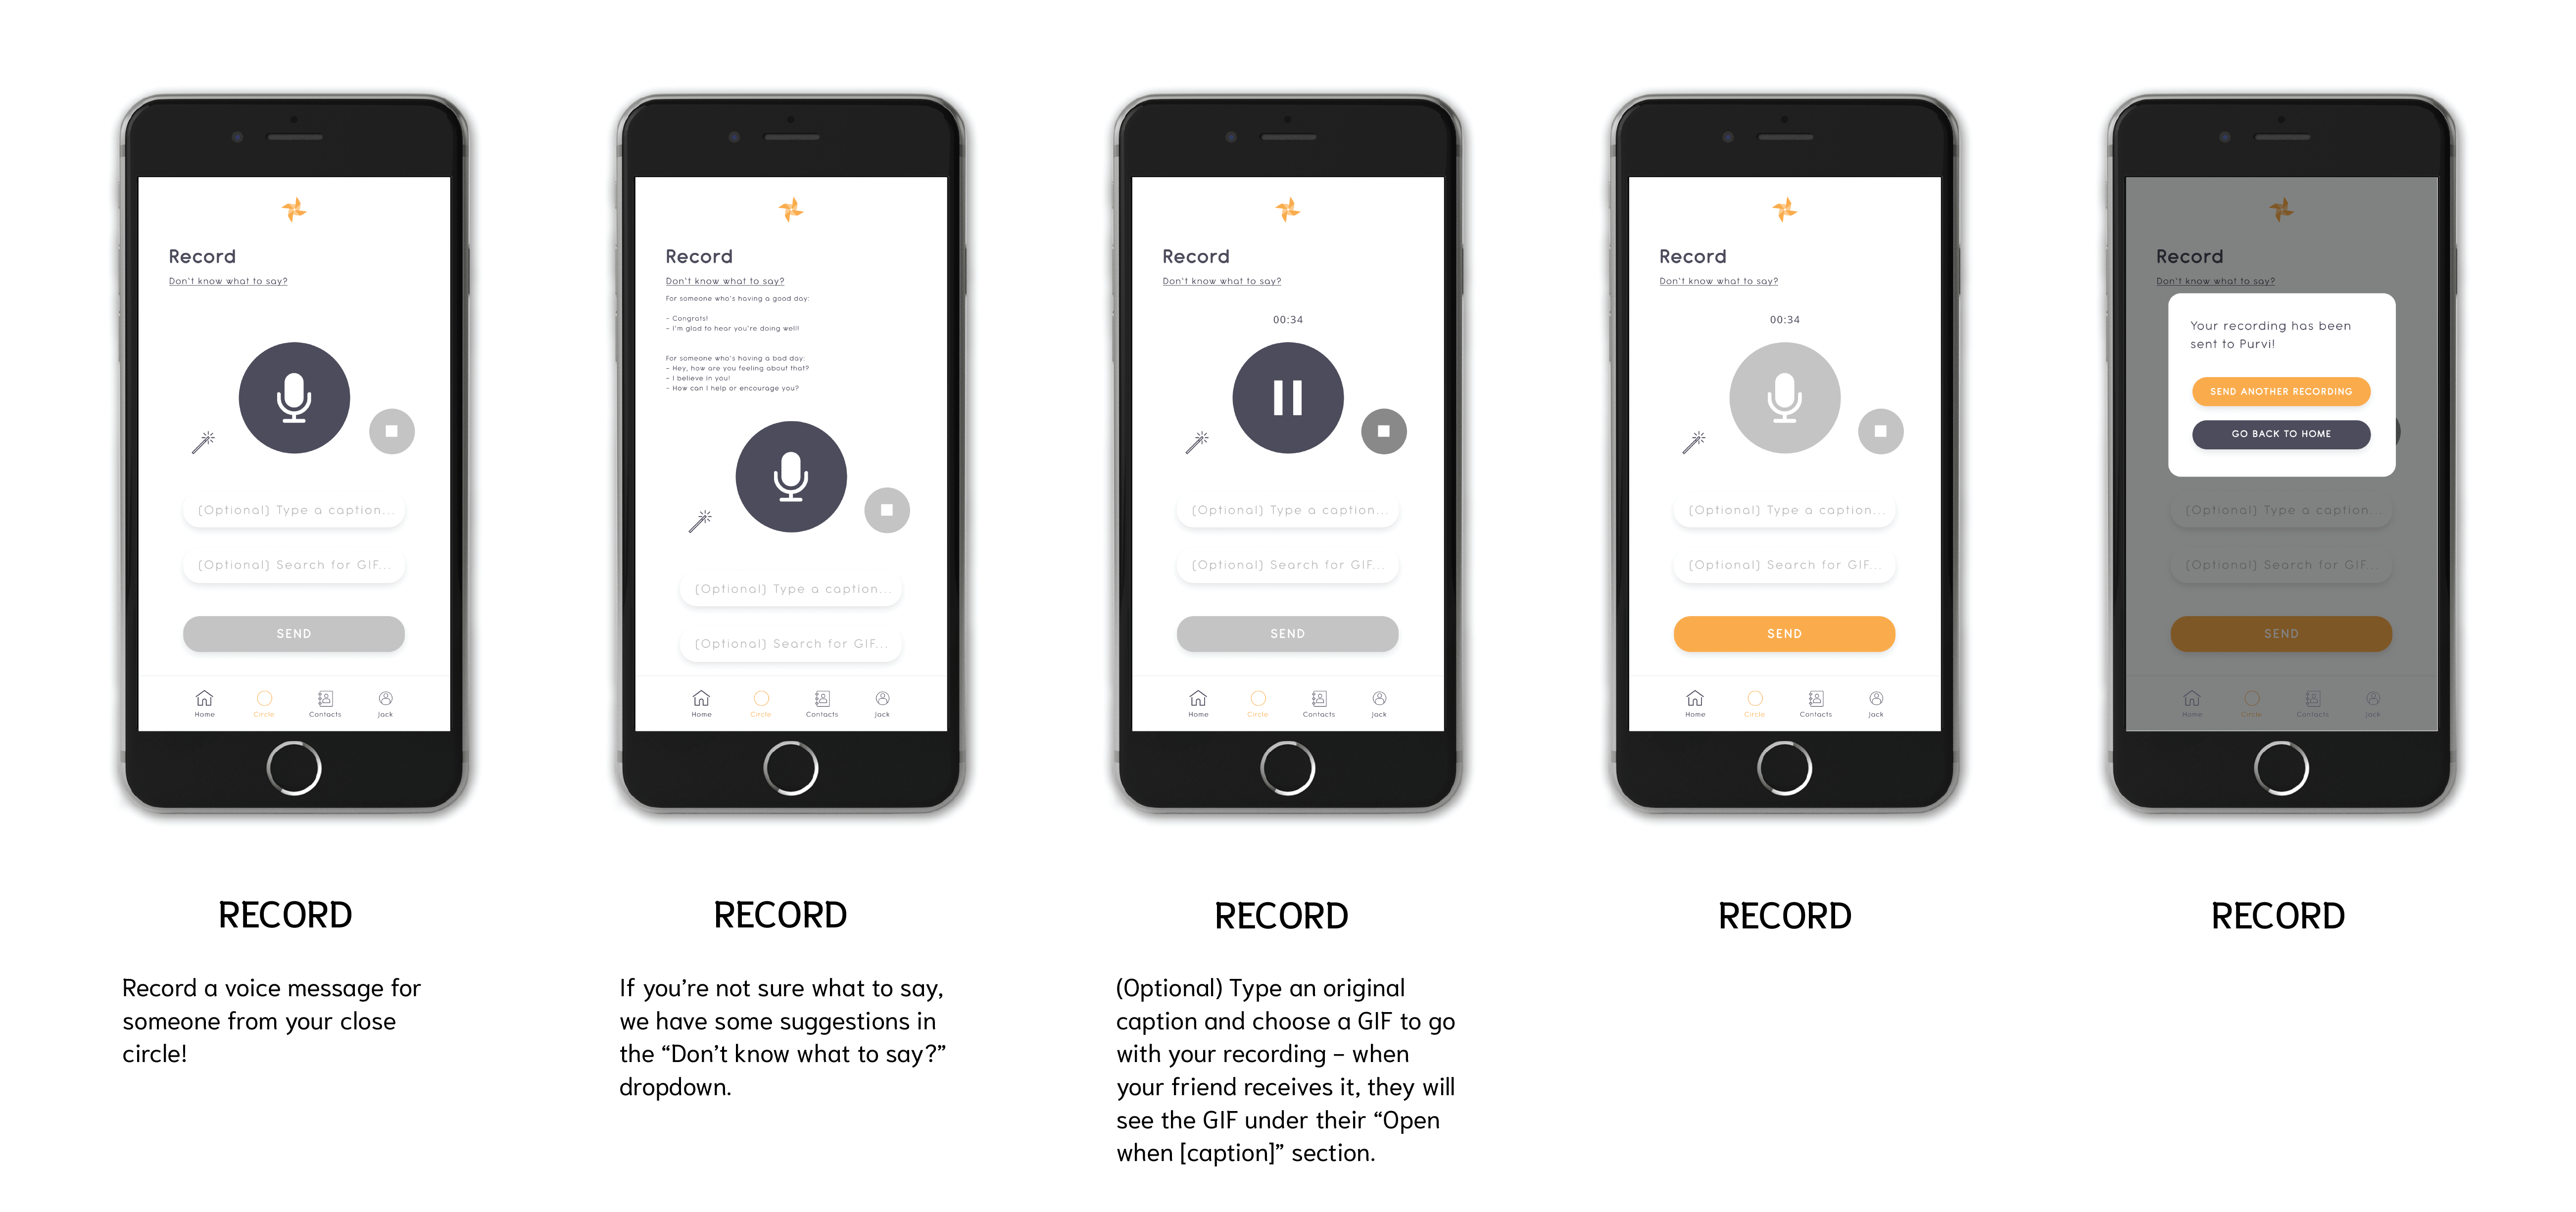 Record
Don't know what to say?
(Optional) Type a caption...
(Optional) Search for GIF...
SEND
Home
Circle
Contacts
Jack
RECORD
Record a voice message for
someone from your close
circle!
Record
Don't know what to say?
For someone who's having a good day:
- Congrats!
- I'm glad to hear you're doing well!
For someone who's having a bad day:
- Hey, how are you feeling about that?
- I believe in you!
- How can I help or encourage you?
(Optional) Type a caption...
(Optional) Search for GIF...
Home
Circle
Contacts
Jack
RECORD
If you’re not sure what to say,
we have some suggestions in
the “Don’t know what to say?”
dropdown.
Record
Don't know what to say?
00:34
(Optional) Type a caption...
(Optional) Search for GIF...
SEND
Home
Circle
Contacts
Jack
RECORD
(Optional) Type an original
caption and choose a GIF to go
with your recording – when
your friend receives it, they will
see the GIF under their “Open
when [caption]” section.
Record
Don't know what to say?
00:34
(Optional) Type a caption...
(Optional) Search for GIF...
SEND
Home
Circle
Contacts
Jack
RECORD
Record
Don't know what to say?
Your recording has been
sent to Purvi!
SEND ANOTHER RECORDING
GO BACK TO HOME
(Optional) Type a caption...
(Optional) Search for GIF...
SEND
Home
Circle
Contacts
Jack
RECORD